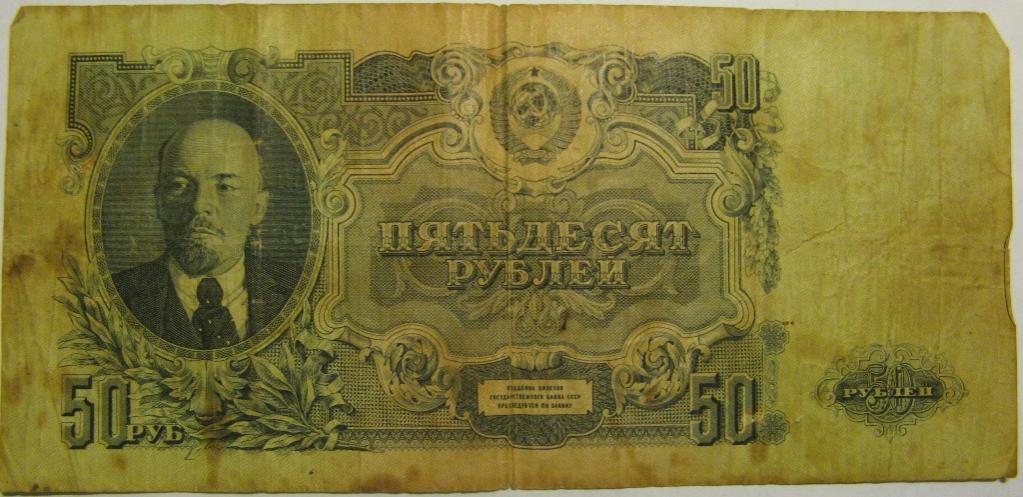 50
ПЯТЬДЕСЯТ
РУБЛЕЙ
ПОДДЕЛКА БИЛЕТОВ
ГОСУДАРСТВЕННОГО БАНКА СССР
ПРЕСЛЕДУЕТСЯ ПО ЗАКОНУ
50 РУБ
50
50
РУБЛЕЙ